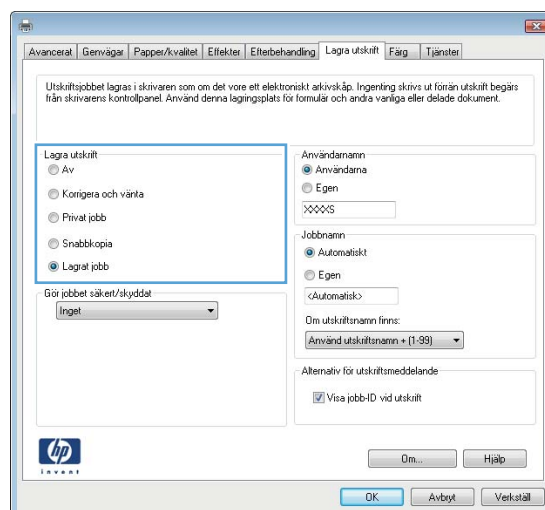 Avancerat Genvägar Papper/kvalitet Effekter Efterbehandling Lagra utskrift Färg Tjänster
Utskriftsjobbet lagras i skrivaren som om det vore ett elektroniskt arkivskåp. Ingenting skrivs ut förrän utskrift begärs
från skrivarens kontrollpanel. Använd denna lagringsplats för formulär och andra vanliga eller delade dokument.
Lagra utskrift
Av
Korrigera och vänta
Privat jobb
Snabbkopia
Lagrat jobb
Gör jobbet säkert/skyddat
Inget
Användarnamn
Användarna
Egen
XXXXS
Jobbnamn
Automatiskt
Egen
<Automatisk>
Om utskriftsnamn finns:
Använd utskriftsnamn + (1-99)
Alternativ för utskriftsmeddelande
Visa jobb-ID vid utskrift
hp
invent
Om... Hjälp
OK Avbryt Verkställ